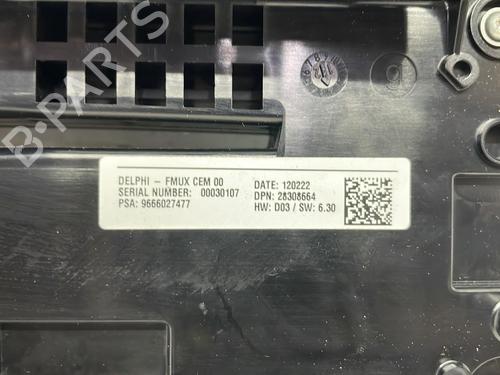 B-PARTS
DELPHI - FMUX CEM 00
SERIAL NUMBER: 00030107
PSA: 9666027477
DATE: 120222
DPN: 28308664
HW: D03 / SW: 6.30